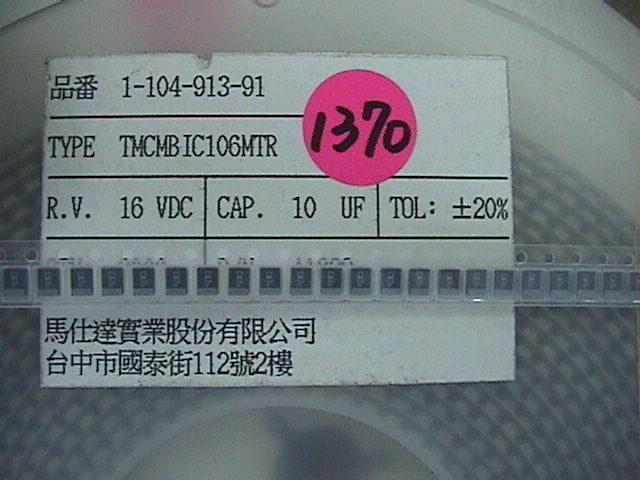 品番 1-104-913-91
1370
TYPE TMCMBIC106MTR
R.V. 16 VDC CAP. 10 UF TOL: ±20%
馬仕達實業股份有限公司
台中市國泰街112號2樓